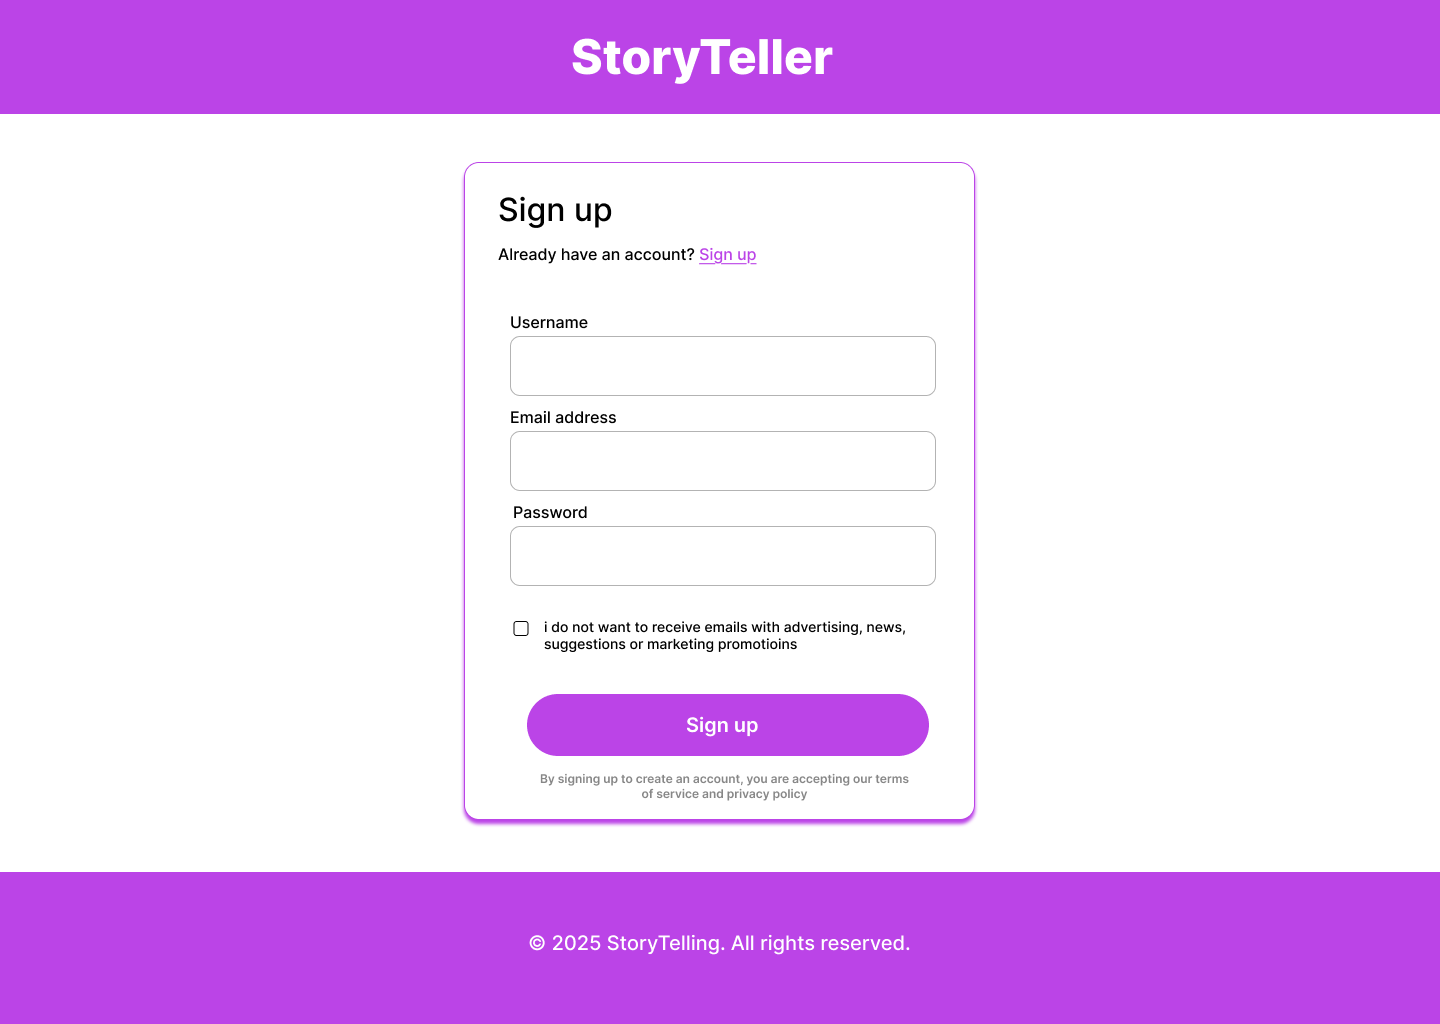 StoryTeller
Sign up
Already have an account? Sign up
Username
Email address
Password
i do not want to receive emails with advertising, news,
suggestions or marketing promotioins
Sign up
By signing up to create an account, you are accepting our terms
of service and privacy policy
© 2025 StoryTelling. All rights reserved.